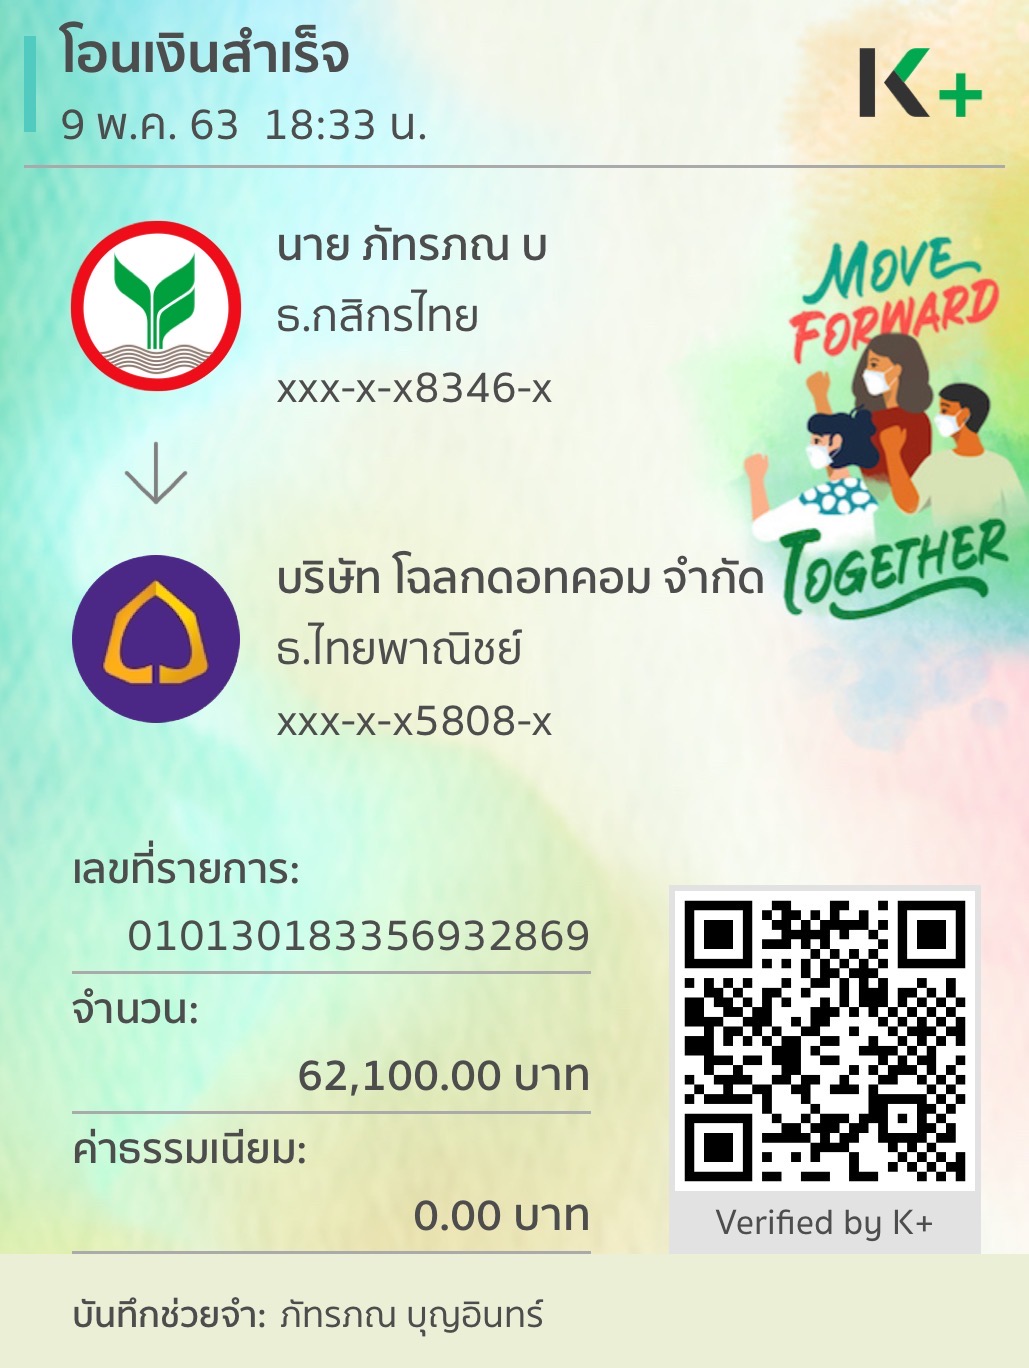 โอนเงินสำเร็จ
9 พ.ค. 63 18:33 น.
K+
นาย ภัทรภณ บ
ธ.กสิกรไทย
xxx-x-x8346-x
MOVE
FORWARD
TOGETHER
บริษัท โฉลกดอทคอม จำกัด
ธ.ไทยพาณิชย์
xxx-x-x5808-x
เลขที่รายการ:
010130183356932869
จำนวน:
62,100.00 บาท
ค่าธรรมเนียม:
0.00 บาท
Verified by K+
บันทึกช่วยจำ: ภัทรภณ บุญอินทร์